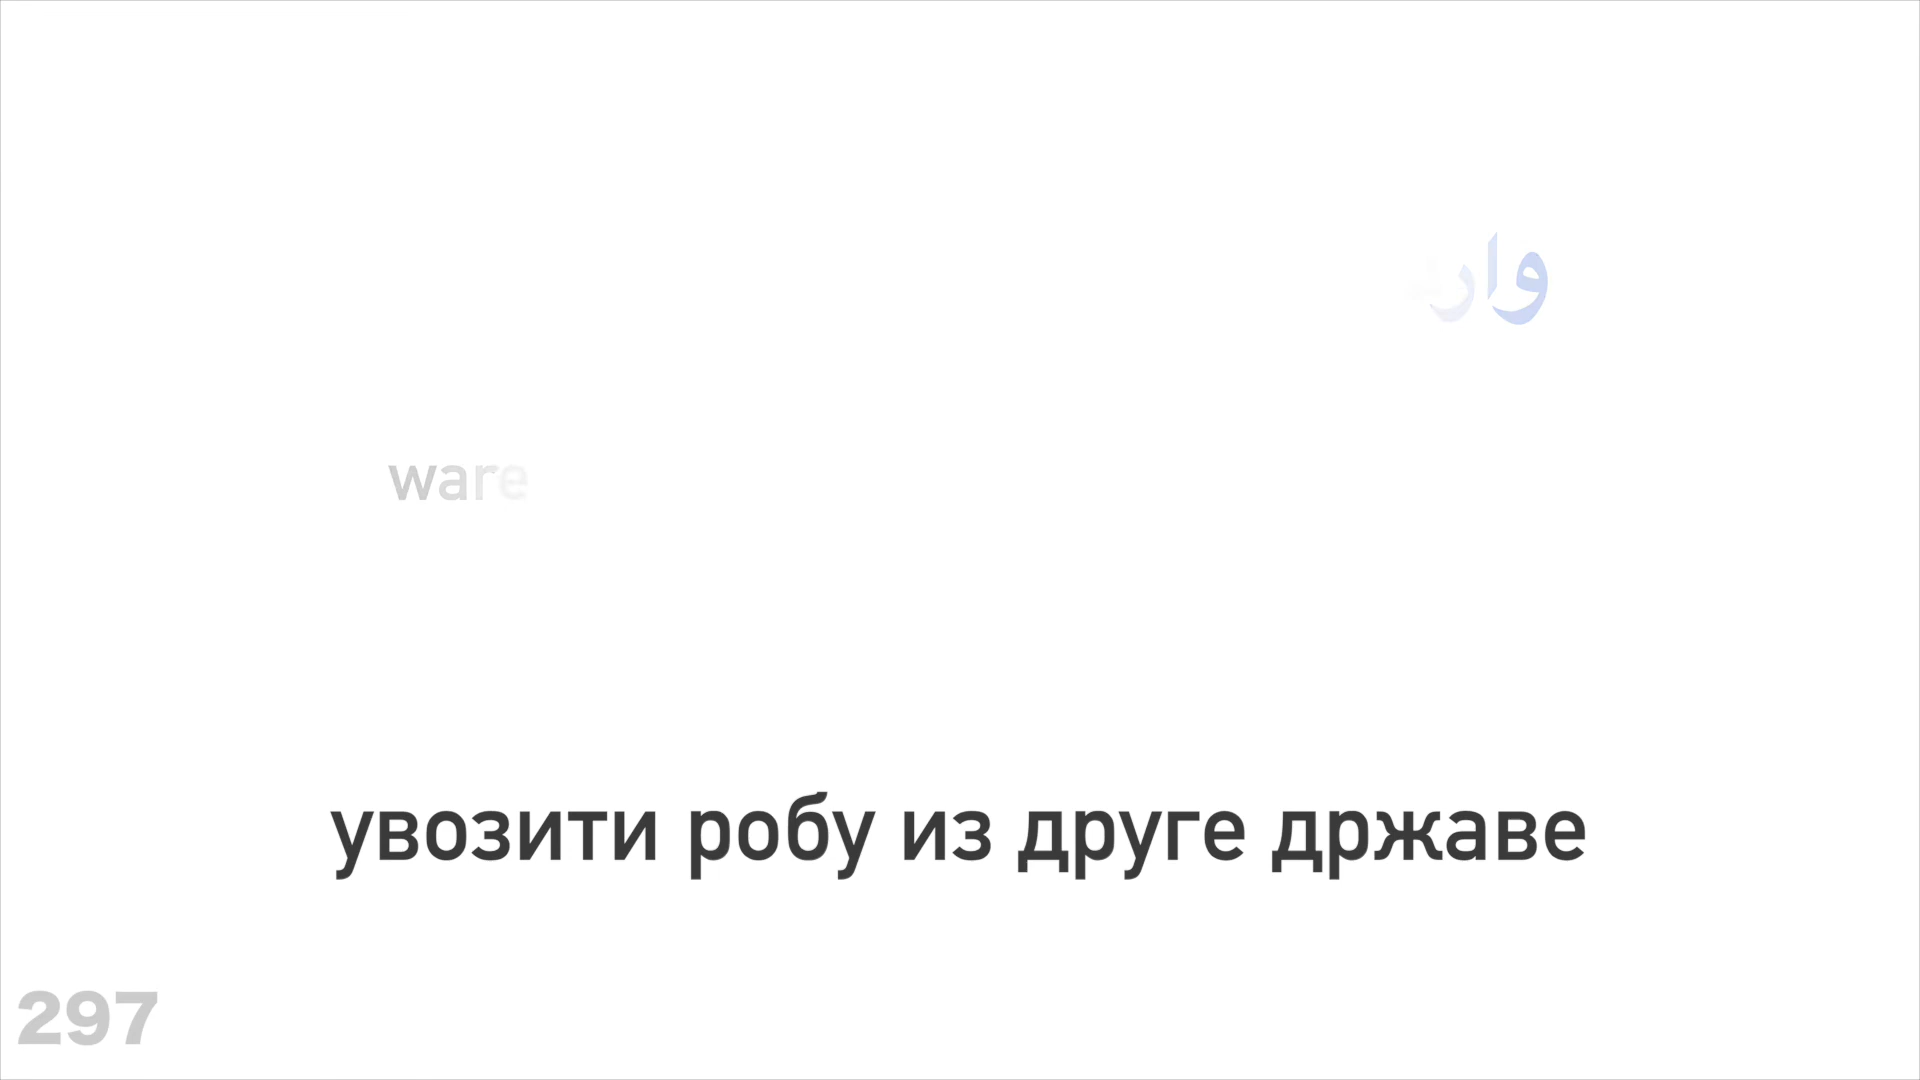 وار
ware
увозити робу из друге државе
297